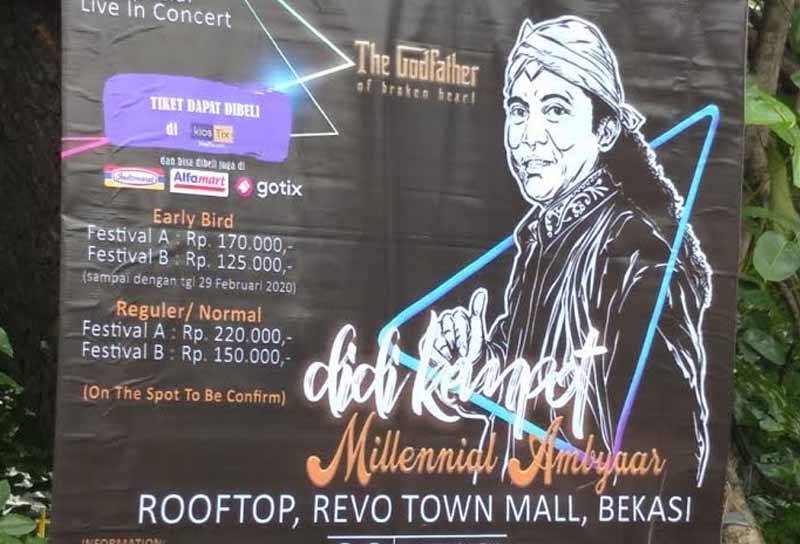 Live In Concert
The Godfather
of broken heart
TIKET DAPAT DIBELI
di kiosTix
dan bisa dibeli juga di
Indomaret Alfamart gotix
Early Bird
Festival A : Rp. 170.000,-
Festival B : Rp. 125.000,-
(sampai dengan tgl 29 Februari 2020)
Reguler/ Normal
Festival A : Rp. 220.000,-
Festival B : Rp. 150.000,-
(On The Spot To Be Confirm)
didi kempot
Millennial Ambyaar
ROOFTOP, REVO TOWN MALL, BEKASI
INFORMATION: